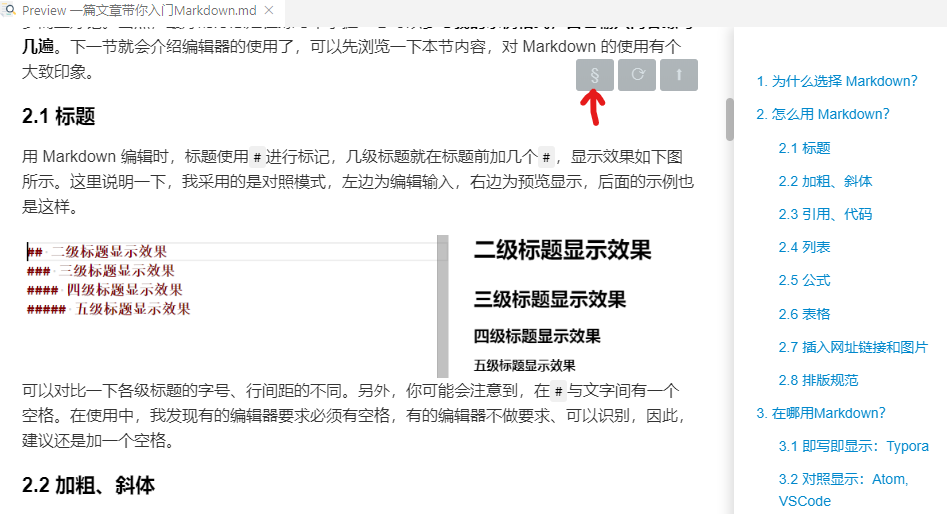 Preview 一篇文章带你入门Markdown.md ×
几遍。下一节就会介绍编辑器的使用了，可以先浏览一下本节内容，对 Markdown 的使用有个
大致印象。
§
2.1 标题
用 Markdown 编辑时，标题使用 # 进行标记，几级标题就在标题前加几个 #，显示效果如下图
所示。这里说明一下，我采用的是对照模式，左边为编辑输入，右边为预览显示，后面的示例也
是这样。
## 二级标题显示效果
### 三级标题显示效果
#### 四级标题显示效果
##### 五级标题显示效果
二级标题显示效果
三级标题显示效果
四级标题显示效果
五级标题显示效果
可以对比一下各级标题的字号、行间距的不同。另外，你可能会注意到，在 # 与文字间有一个
空格。在使用中，我发现有的编辑器要求必须有空格，有的编辑器不做要求、可以识别，因此，
建议还是加一个空格。
2.2 加粗、斜体
1. 为什么选择 Markdown？
2. 怎么用 Markdown？
2.1 标题
2.2 加粗、斜体
2.3 引用、代码
2.4 列表
2.5 公式
2.6 表格
2.7 插入网址链接和图片
2.8 排版规范
3. 在哪用Markdown？
3.1 即写即显示：Typora
3.2 对照显示：Atom,
VSCode